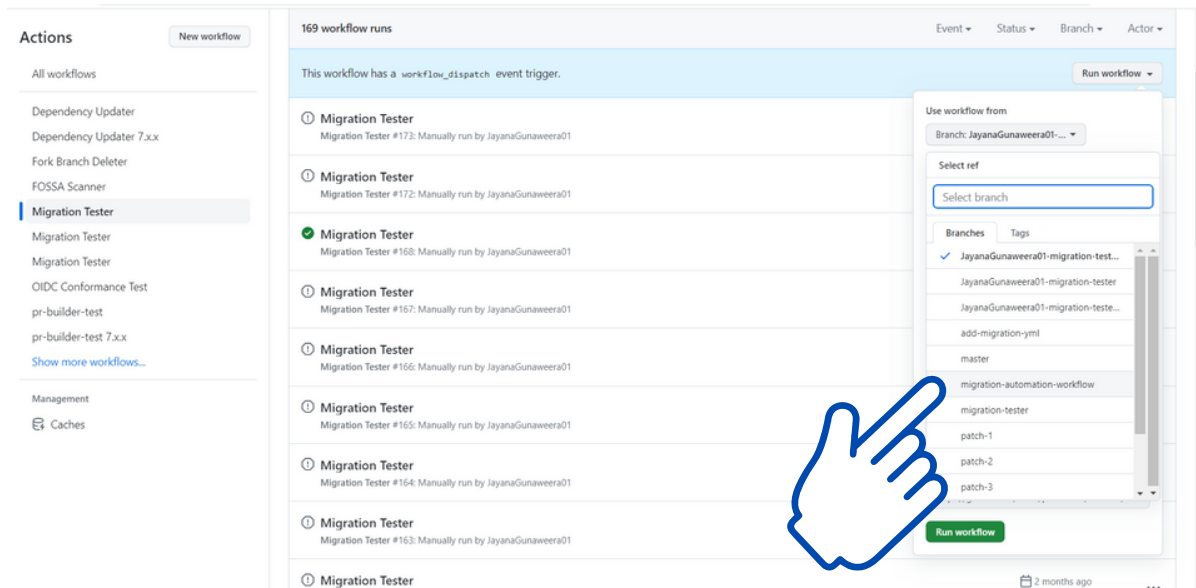 Actions
New workflow
All workflows
Dependency Updater
Dependency Updater 7.x.x
Fork Branch Deleter
FOSSA Scanner
Migration Tester
Migration Tester
Migration Tester
OIDC Conformance Test
pr-builder-test
pr-builder-test 7.x.x
Show more workflows...
Management
Caches
169 workflow runs
Event Status Branch Actor
This workflow has a workflow_dispatch event trigger.
Run workflow
Migration Tester
Migration Tester #173: Manually run by JayanaGunaweera01
Migration Tester
Migration Tester #172: Manually run by JayanaGunaweera01
Migration Tester
Migration Tester #168: Manually run by JayanaGunaweera01
Migration Tester
Migration Tester #167: Manually run by JayanaGunaweera01
Migration Tester
Migration Tester #166: Manually run by JayanaGunaweera01
Migration Tester
Migration Tester #165: Manually run by JayanaGunaweera01
Migration Tester
Migration Tester #164: Manually run by JayanaGunaweera01
Migration Tester
Migration Tester #163: Manually run by JayanaGunaweera01
Migration Tester
2 months ago
Use workflow from
Branch: JayanaGunaweera01-...
Select ref
Select branch
Branches Tags
JayanaGunaweera01-migration-test...
JayanaGunaweera01-migration-tester
JayanaGunaweera01-migration-teste...
add-migration-yml
master
migration-automation-workflow
migration-tester
patch-1
patch-2
patch-3
Run workflow